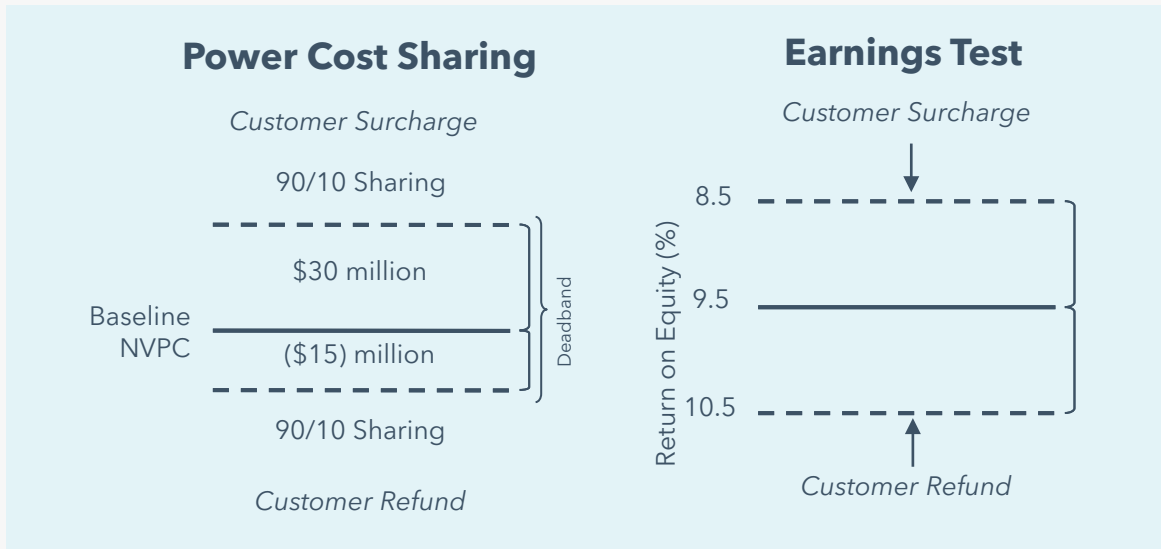 Power Cost Sharing
Customer Surcharge
90/10 Sharing
$30 million
Baseline
NVPC
($15) million
Deadband
90/10 Sharing
Customer Refund
Earnings Test
Customer Surcharge
8.5
Return on Equity (%)
9.5
10.5
Customer Refund